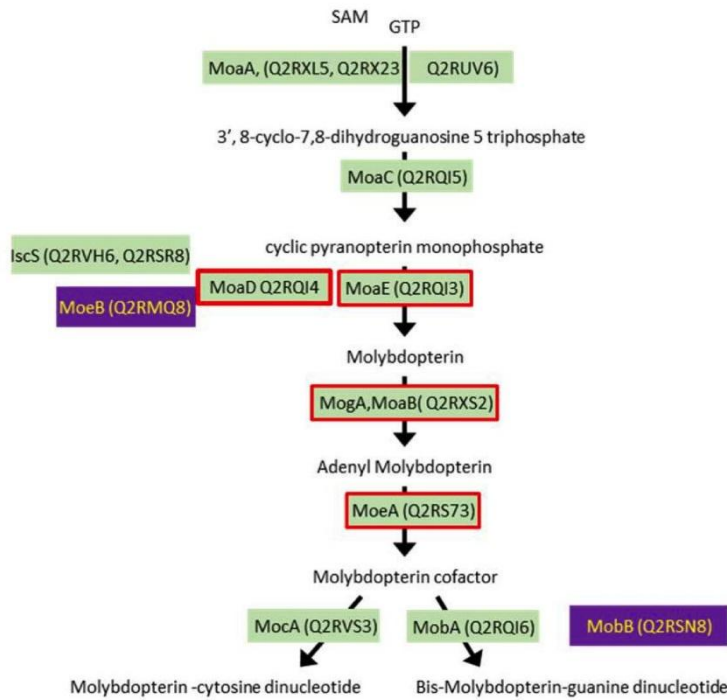 SAM
GTP
MoaA, (Q2RXL5, Q2RX23 Q2RUV6)
3', 8-cyclo-7,8-dihydroguanosine 5 triphosphate
MoaC (Q2RQI5)
cyclic pyranopterin monophosphate
IscS (Q2RVH6, Q2RSR8)
MoaD Q2RQI4 MoaE (Q2RQI3)
MoeB (Q2RMQ8)
Molybdopterin
MogA,MoaB( Q2RXS2)
Adenyl Molybdopterin
MoeA (Q2RS73)
Molybdopterin cofactor
MocA (Q2RVS3) MobA (Q2RQI6) MobB (Q2RSN8)
Molybdopterin -cytosine dinucleotide Bis-Molybdopterin-guanine dinucleotide